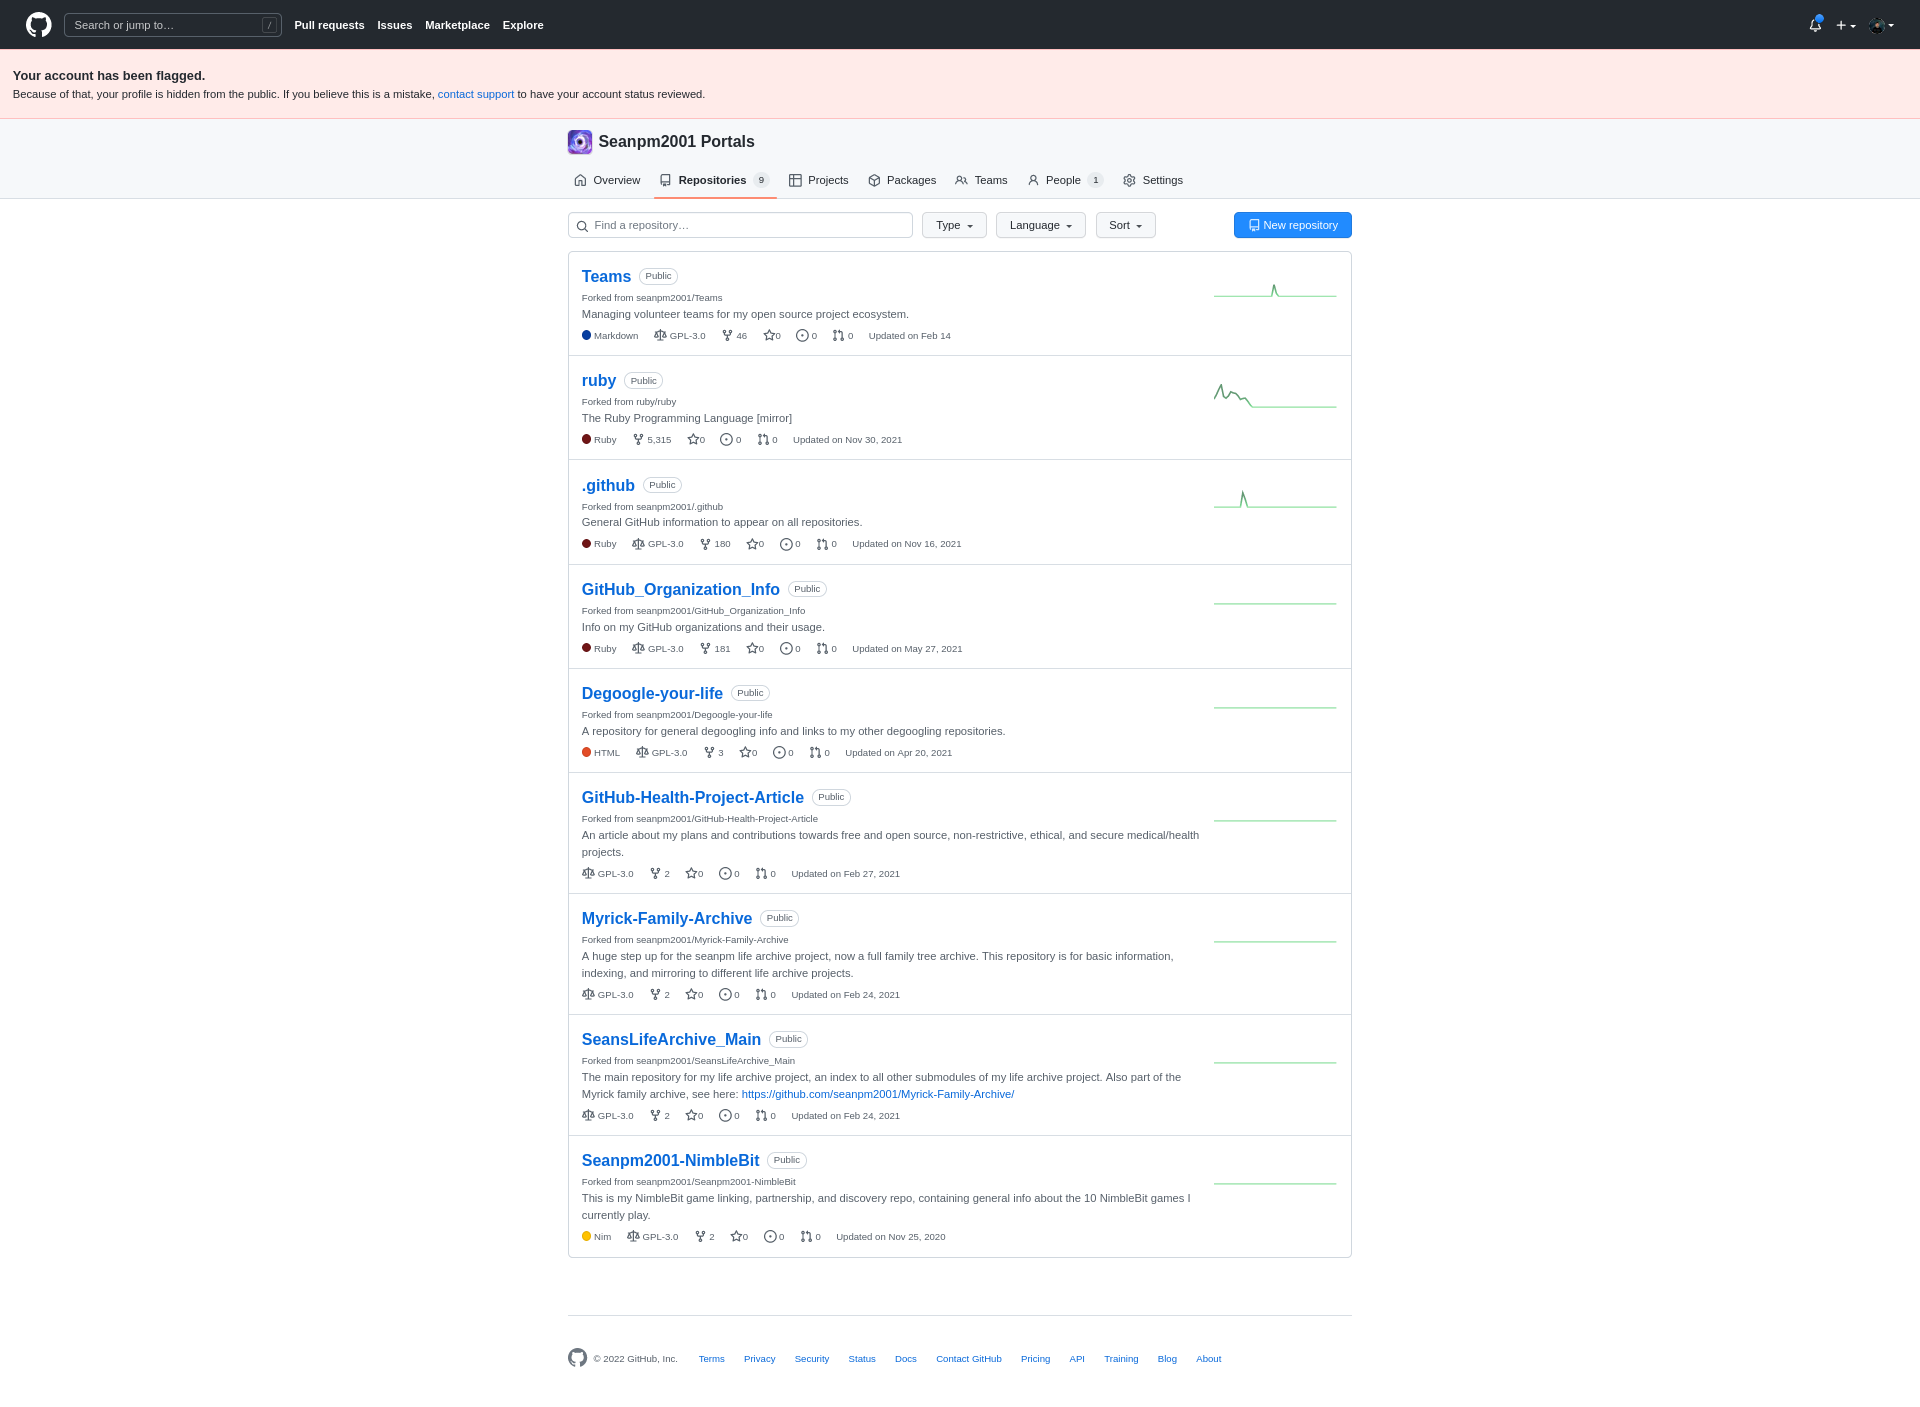 Search or jump to… /
Pull requests Issues Marketplace Explore
Your account has been flagged.
Because of that, your profile is hidden from the public. If you believe this is a mistake, contact support to have your account status reviewed.
Seanpm2001 Portals
Overview Repositories 9 Projects Packages Teams People 1 Settings
Find a repository… Type Language Sort New repository
Teams Public
Forked from seanpm2001/Teams
Managing volunteer teams for my open source project ecosystem.
Markdown GPL-3.0 46 0 0 0 Updated on Feb 14
ruby Public
Forked from ruby/ruby
The Ruby Programming Language [mirror]
Ruby 5,315 0 0 0 Updated on Nov 30, 2021
.github Public
Forked from seanpm2001/.github
General GitHub information to appear on all repositories.
Ruby GPL-3.0 180 0 0 0 Updated on Nov 16, 2021
GitHub_Organization_Info Public
Forked from seanpm2001/GitHub_Organization_Info
Info on my GitHub organizations and their usage.
Ruby GPL-3.0 181 0 0 0 Updated on May 27, 2021
Degoogle-your-life Public
Forked from seanpm2001/Degoogle-your-life
A repository for general degoogling info and links to my other degoogling repositories.
HTML GPL-3.0 3 0 0 0 Updated on Apr 20, 2021
GitHub-Health-Project-Article Public
Forked from seanpm2001/GitHub-Health-Project-Article
An article about my plans and contributions towards free and open source, non-restrictive, ethical, and secure medical/health
projects.
GPL-3.0 2 0 0 0 Updated on Feb 27, 2021
Myrick-Family-Archive Public
Forked from seanpm2001/Myrick-Family-Archive
A huge step up for the seanpm life archive project, now a full family tree archive. This repository is for basic information,
indexing, and mirroring to different life archive projects.
GPL-3.0 2 0 0 0 Updated on Feb 24, 2021
SeansLifeArchive_Main Public
Forked from seanpm2001/SeansLifeArchive_Main
The main repository for my life archive project, an index to all other submodules of my life archive project. Also part of the
Myrick family archive, see here: https://github.com/seanpm2001/Myrick-Family-Archive/
GPL-3.0 2 0 0 0 Updated on Feb 24, 2021
Seanpm2001-NimbleBit Public
Forked from seanpm2001/Seanpm2001-NimbleBit
This is my NimbleBit game linking, partnership, and discovery repo, containing general info about the 10 NimbleBit games I
currently play.
Nim GPL-3.0 2 0 0 0 Updated on Nov 25, 2020
© 2022 GitHub, Inc. Terms Privacy Security Status Docs Contact GitHub Pricing API Training Blog About